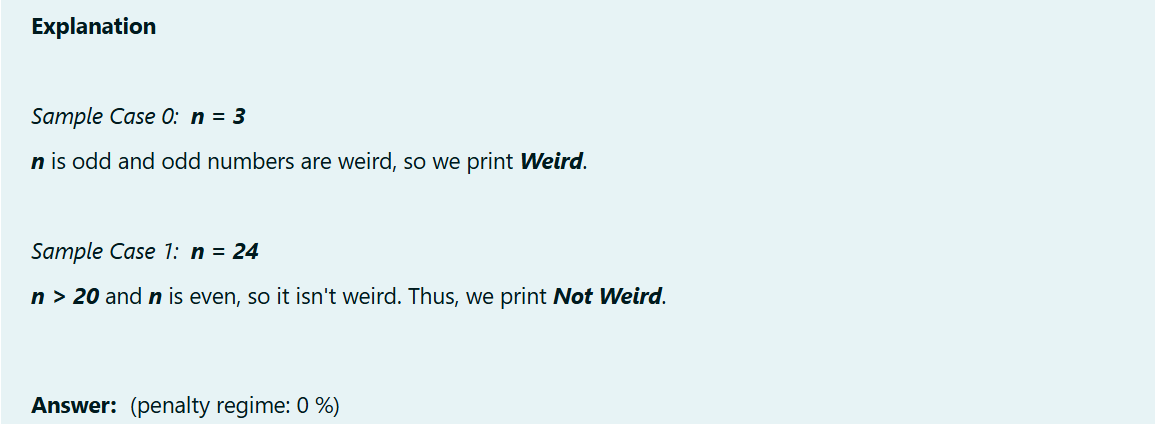 Explanation
Sample Case 0: n = 3
n is odd and odd numbers are weird, so we print Weird.
Sample Case 1: n = 24
n > 20 and n is even, so it isn't weird. Thus, we print Not Weird.
Answer: (penalty regime: 0 %)